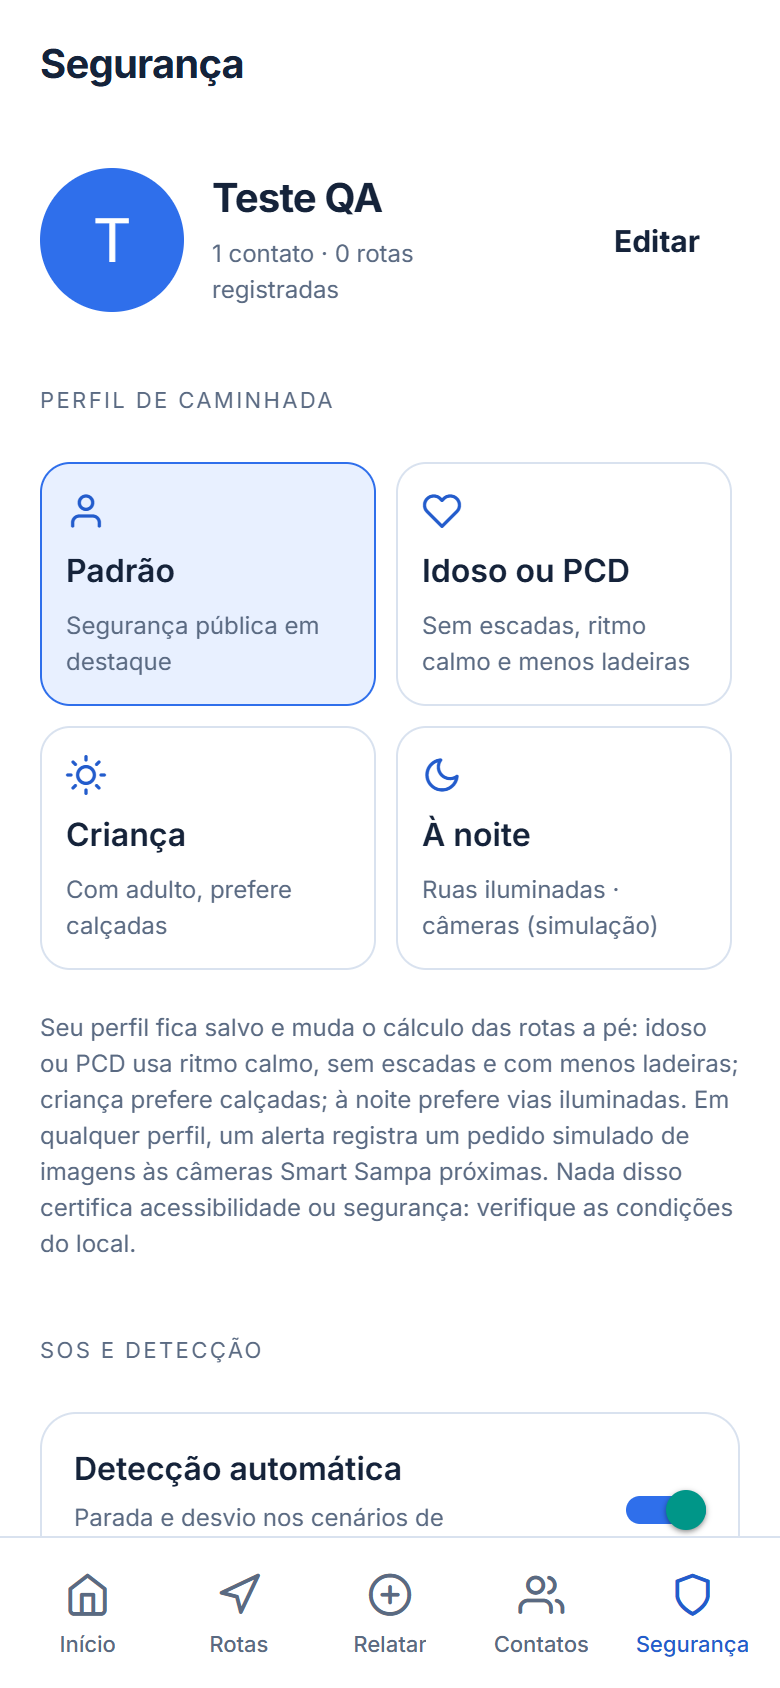 Segurança
T
Teste QA
1 contato · 0 rotas
registradas
Editar
PERFIL DE CAMINHADA
Padrão
Segurança pública em
destaque
Idoso ou PCD
Sem escadas, ritmo
calmo e menos ladeiras
Criança
Com adulto, prefere
calçadas
À noite
Ruas iluminadas ·
câmeras (simulação)
Seu perfil fica salvo e muda o cálculo das rotas a pé: idoso
ou PCD usa ritmo calmo, sem escadas e com menos ladeiras;
criança prefere calçadas; à noite prefere vias iluminadas. Em
qualquer perfil, um alerta registra um pedido simulado de
imagens às câmeras Smart Sampa próximas. Nada disso
certifica acessibilidade ou segurança: verifique as condições
do local.
SOS E DETECÇÃO
Detecção automática
Parada e desvio nos cenários de
Início
Rotas
Relatar
Contatos
Segurança